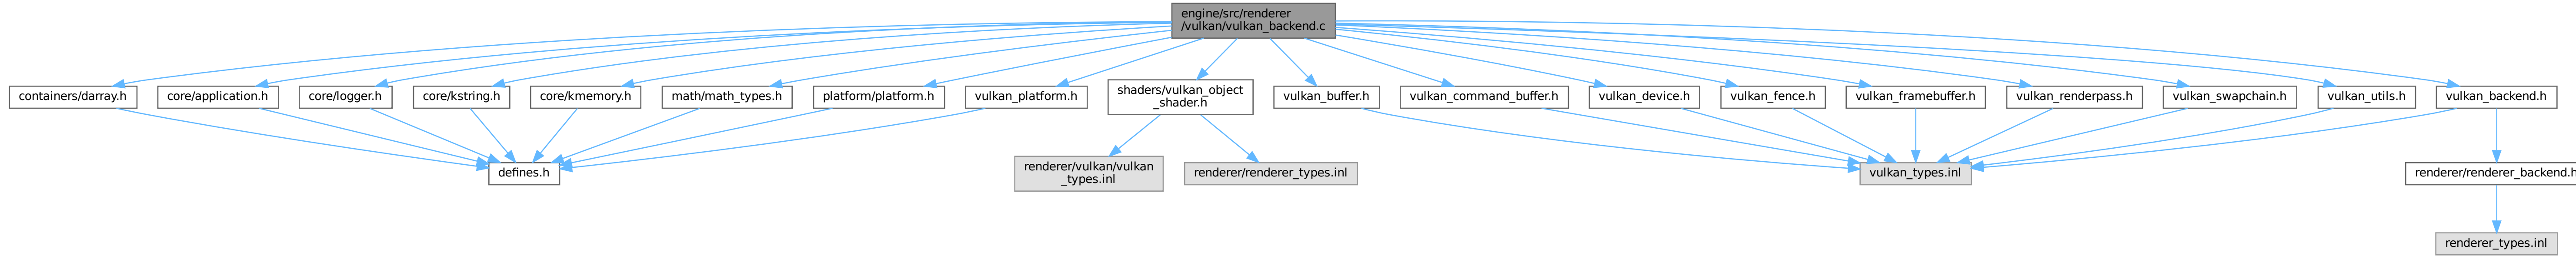 engine/src/renderer
/vulkan/vulkan_backend.c
containers/darray.h
core/application.h
core/logger.h
core/kstring.h
core/kmemory.h
math/math_types.h
platform/platform.h
vulkan_platform.h
shaders/vulkan_object
_shader.h
vulkan_buffer.h
vulkan_command_buffer.h
vulkan_device.h
vulkan_fence.h
vulkan_framebuffer.h
vulkan_renderpass.h
vulkan_swapchain.h
vulkan_utils.h
vulkan_backend.h
defines.h
renderer/vulkan/vulkan
_types.inl
renderer/renderer_types.inl
vulkan_types.inl
renderer/renderer_backend.h
renderer_types.inl